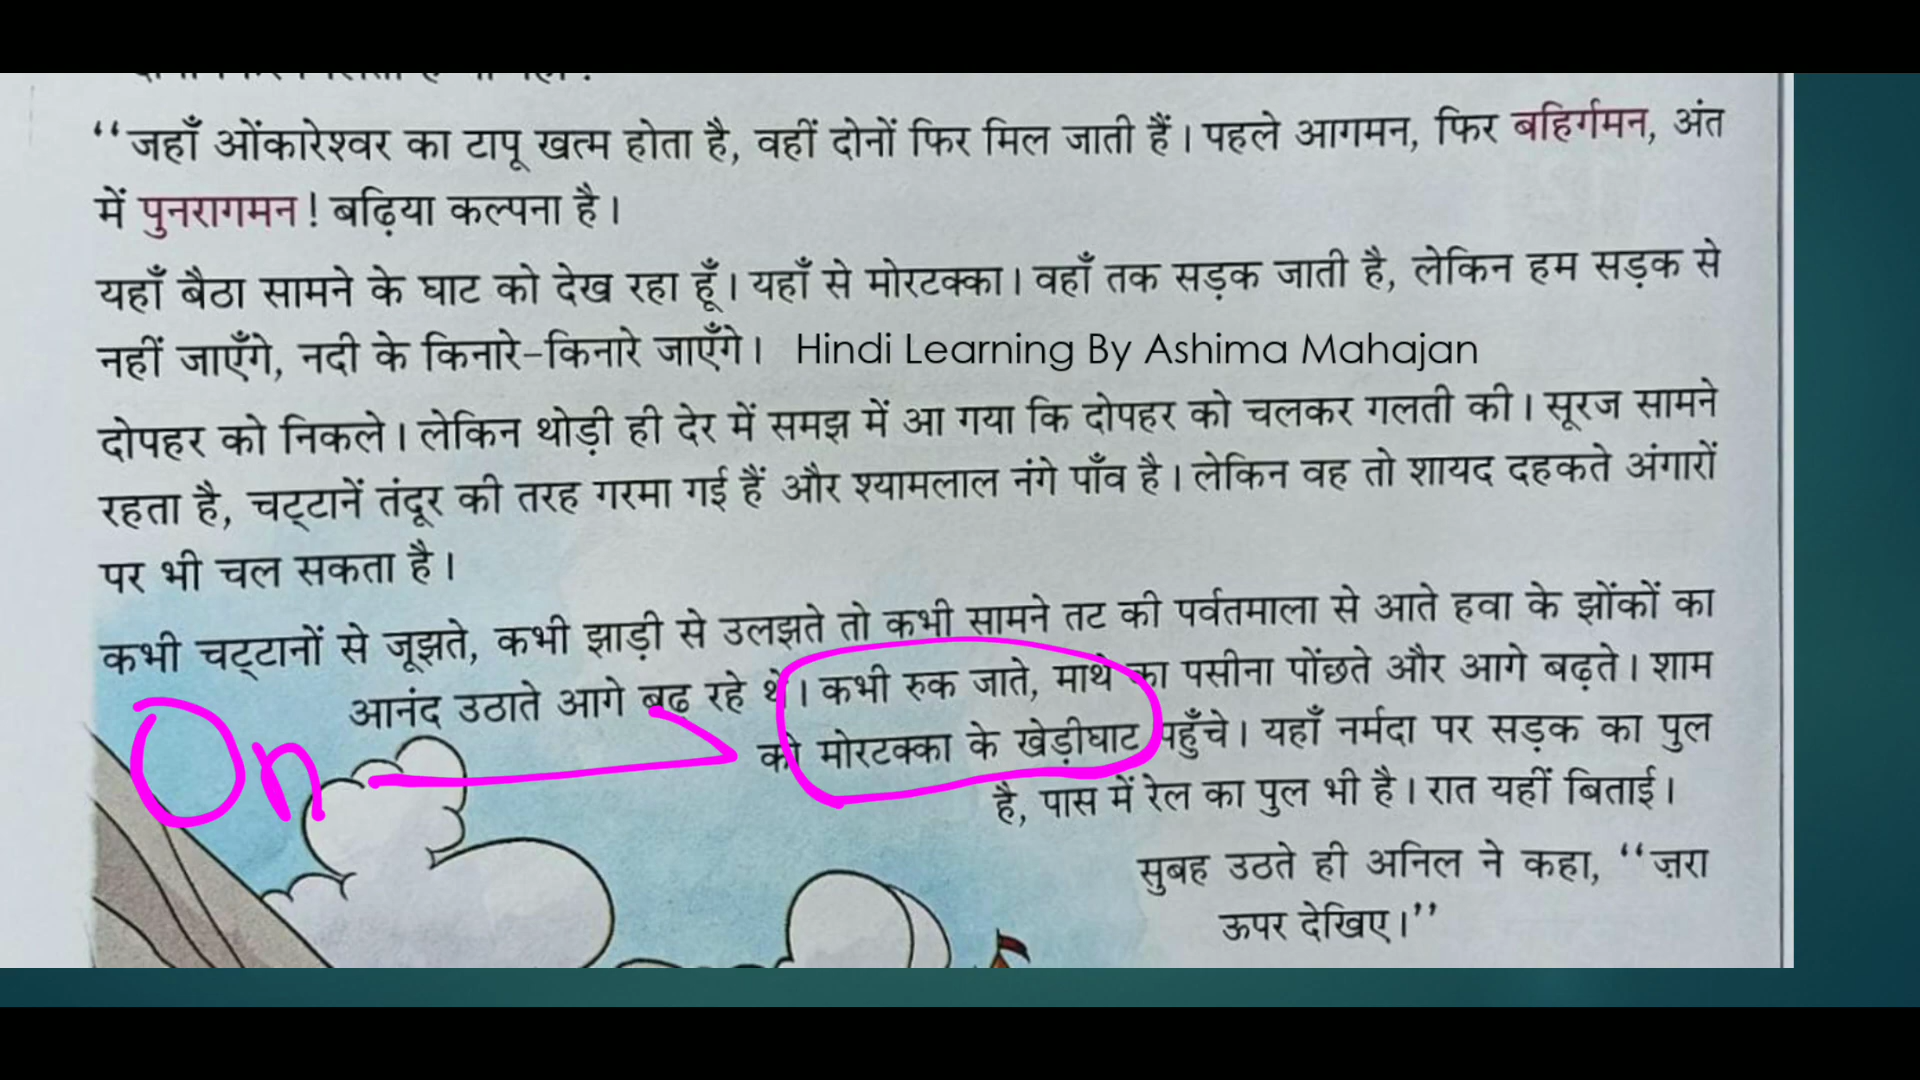 “जहाँ ओंकारेश्वर का टापू खत्म होता है, वहीं दोनों फिर मिल जाती हैं। पहले आगमन, फिर बहिर्गमन, अंत
में पुनरागमन! बढ़िया कल्पना है।
यहाँ बैठा सामने के घाट को देख रहा हूँ। यहाँ से मोरटक्का। वहाँ तक सड़क जाती है, लेकिन हम सड़क से
नहीं जाएँगे, नदी के किनारे-किनारे जाएँगे। Hindi Learning By Ashima Mahajan
दोपहर को निकले। लेकिन थोड़ी ही देर में समझ में आ गया कि दोपहर को चलकर गलती की। सूरज सामने
रहता है, चट्टानें तंदूर की तरह गरमा गई हैं और श्यामलाल नंगे पाँव है। लेकिन वह तो शायद दहकते अंगारों
पर भी चल सकता है।
कभी चट्टानों से जूझते, कभी झाड़ी से उलझते तो कभी सामने तट की पर्वतमाला से आते हवा के झोंकों का
आनंद उठाते आगे बढ़ रहे थे। कभी रुक जाते, माथे का पसीना पोंछते और आगे बढ़ते। शाम
On को मोरटक्का के खेड़ीघाट पहुँचे। यहाँ नर्मदा पर सड़क का पुल
है, पास में रेल का पुल भी है। रात यहीं बिताई।
सुबह उठते ही अनिल ने कहा, “ज़रा
ऊपर देखिए।”